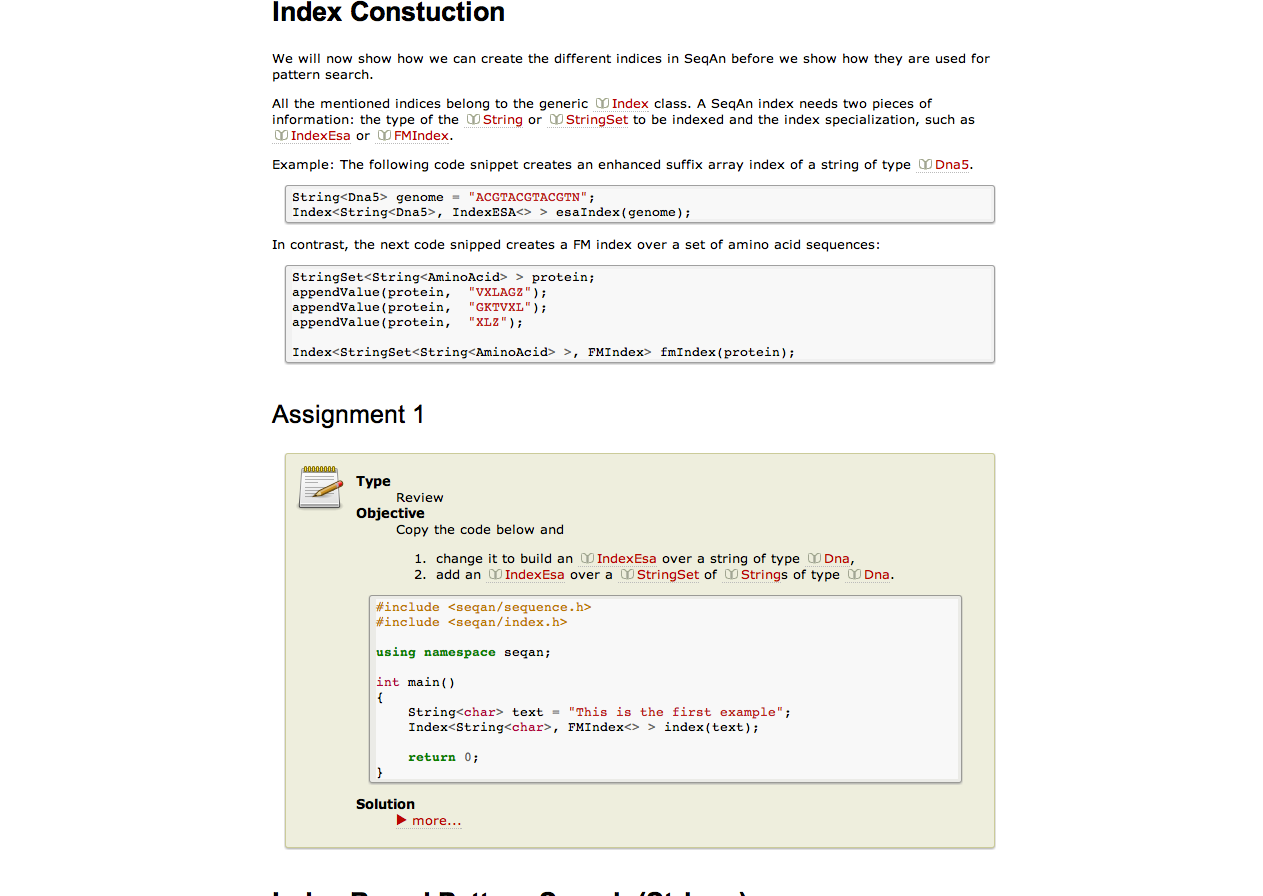 Index Constuction
We will now show how we can create the different indices in SeqAn before we show how they are used for
pattern search.
All the mentioned indices belong to the generic Index class. A SeqAn index needs two pieces of
information: the type of the String or StringSet to be indexed and the index specialization, such as
IndexEsa or FMIndex.
Example: The following code snippet creates an enhanced suffix array index of a string of type Dna5.
String<Dna5> genome = "ACGTACGTACGTN";
Index<String<Dna5>, IndexESA<> > esaIndex(genome);
In contrast, the next code snipped creates a FM index over a set of amino acid sequences:
StringSet<String<AminoAcid> > protein;
appendValue(protein,  "VXLAGZ");
appendValue(protein,  "GKTVXL");
appendValue(protein,  "XLZ");
Index<StringSet<String<AminoAcid> >, FMIndex> fmIndex(protein);
Assignment 1
Type
Review
Objective
Copy the code below and
1. change it to build an IndexEsa over a string of type Dna,
2. add an IndexEsa over a StringSet of Strings of type Dna.
#include <seqan/sequence.h>
#include <seqan/index.h>
using namespace seqan;
int main()
{
    String<char> text = "This is the first example";
    Index<String<char>, FMIndex<> > index(text);
    return 0;
}
Solution
more...